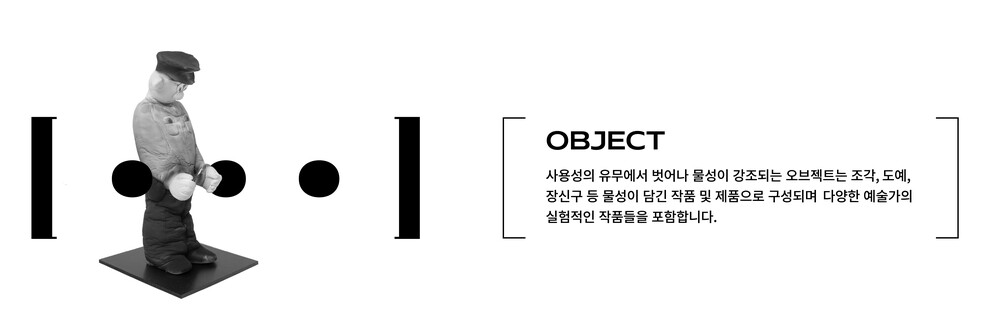 OBJECT
사용성의 유무에서 벗어나 물성이 강조되는 오브젝트는 조각, 도예,
장신구 등 물성이 담긴 작품 및 제품으로 구성되며 다양한 예술가의
실험적인 작품들을 포함합니다.